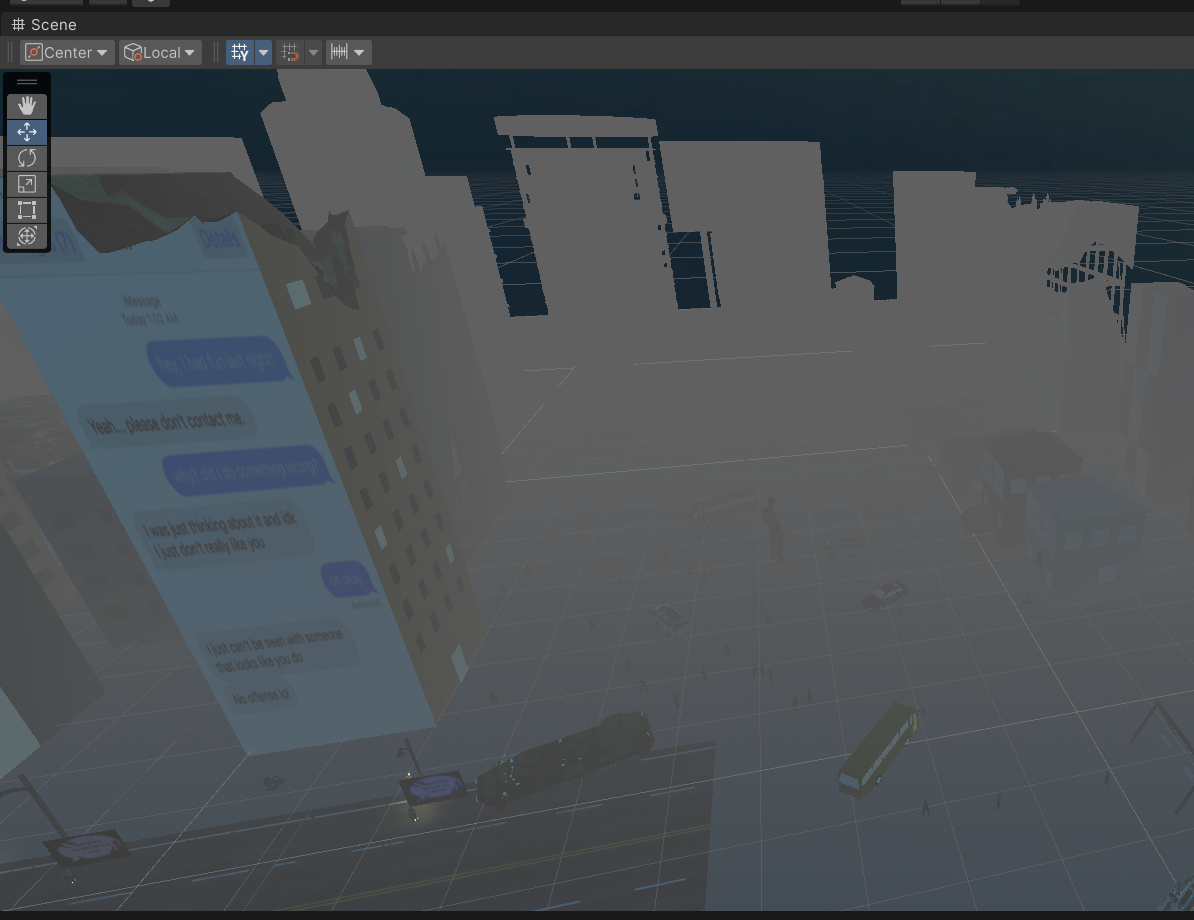 Scene
Center
Local
Details
iMessage
Today 1:02 AM
hey, I had fun last night!
Yeah... please don't contact me.
why? did I do something wrong?
I was just thinking about it and idk,
I just don't really like you
oh okay
Delivered
I just can't be seen with someone
that looks like you do
No offense lol